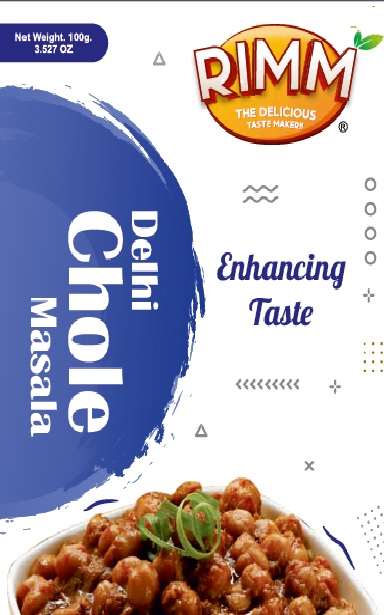 Net Weight. 100g.
3.527 OZ
RIMM
THE DELICIOUS
TASTE MAKER!!
®
Delhi
Chole
Masala
Enhancing
Taste